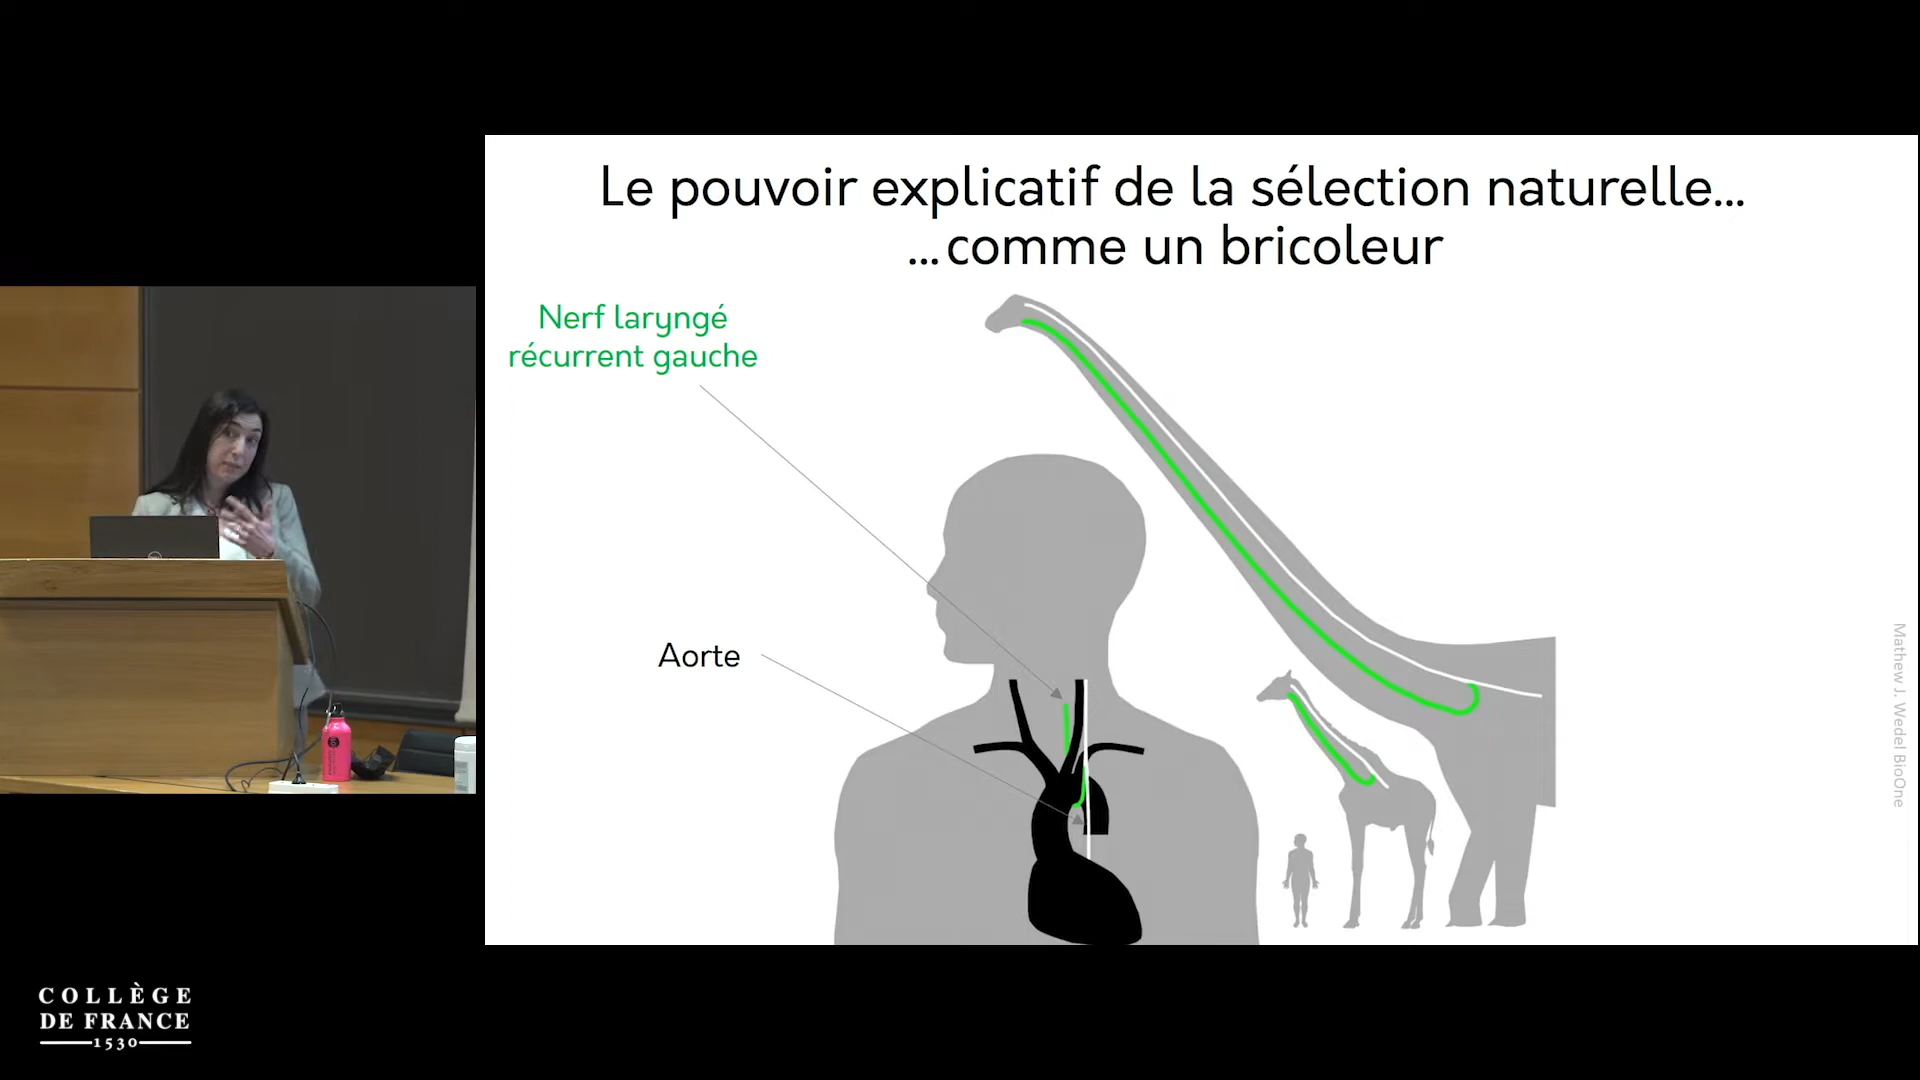 Le pouvoir explicatif de la sélection naturelle...
...comme un bricoleur
Nerf laryngé
récurrent gauche
Aorte
Mathew J. Wedel BioOne
COLLÈGE
DE FRANCE
1530